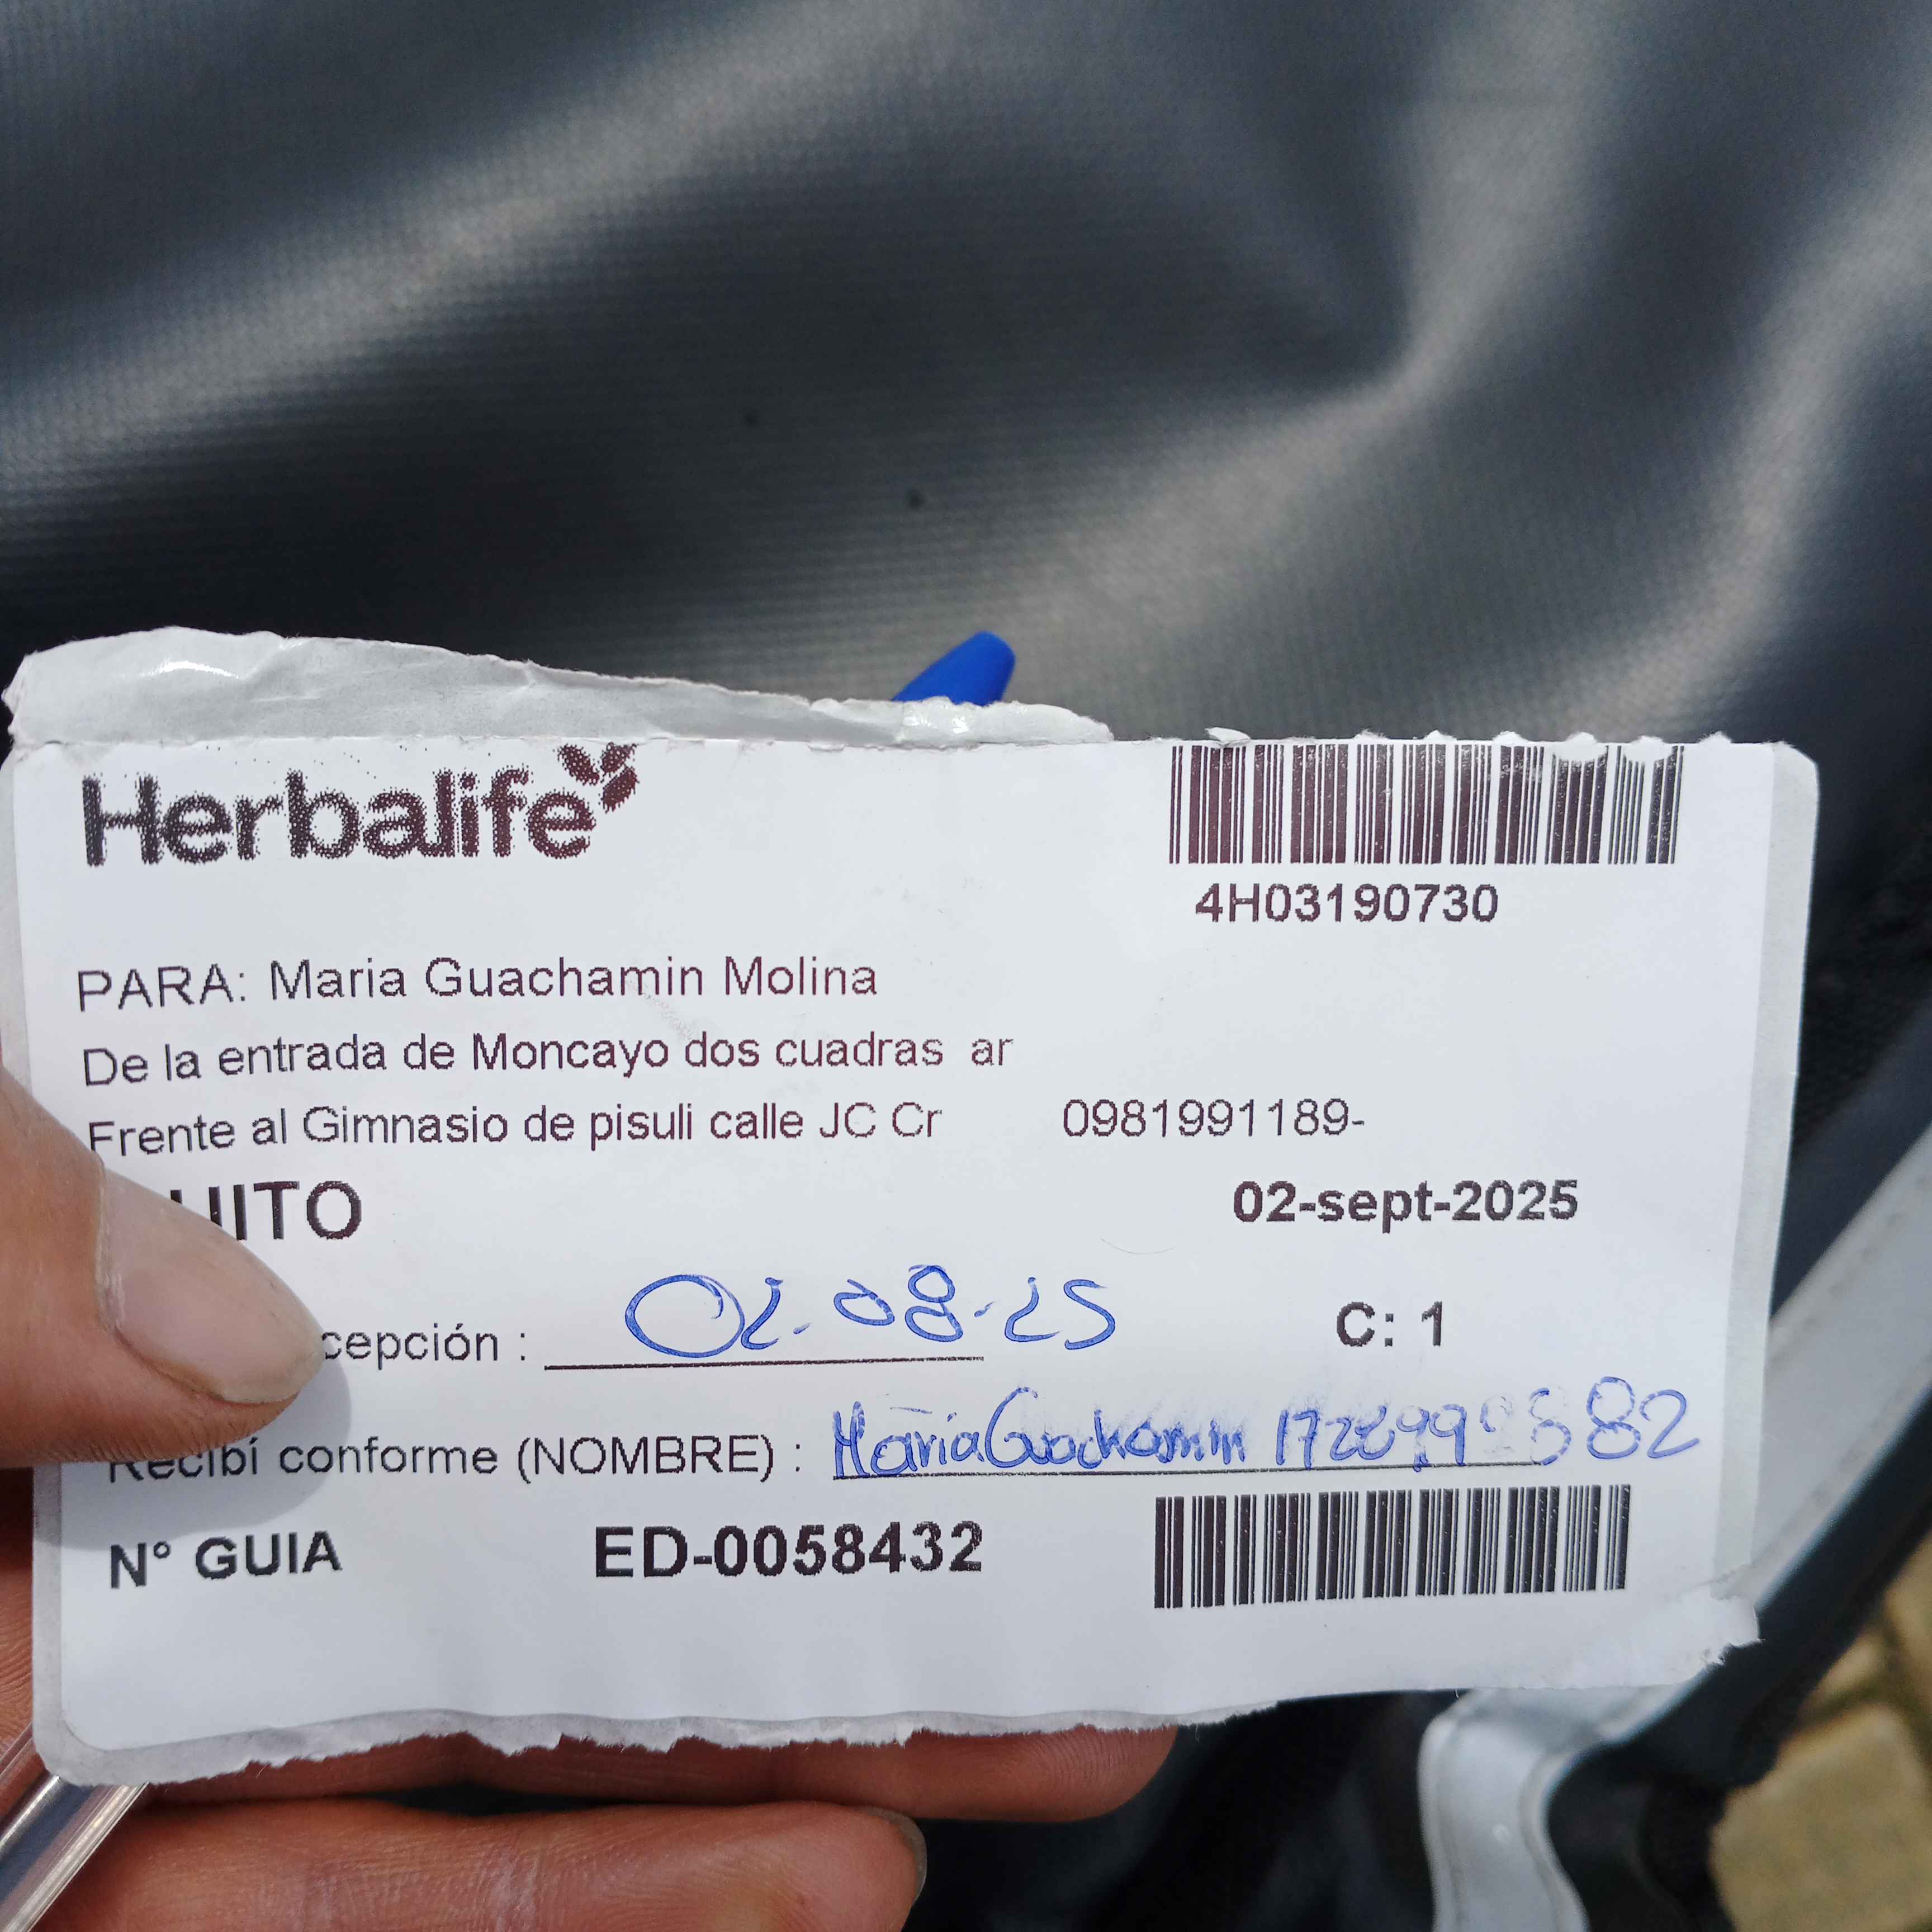 Herbalife
4H03190730
PARA: Maria Guachamin Molina
De la entrada de Moncayo dos cuadras ar
Frente al Gimnasio de pisuli calle JC Cr 0981991189-
UITO 02-sept-2025
cepción : 02-08-25 C: 1
Recibí conforme (NOMBRE) : Maria Guachamin
N° GUIA ED-0058432